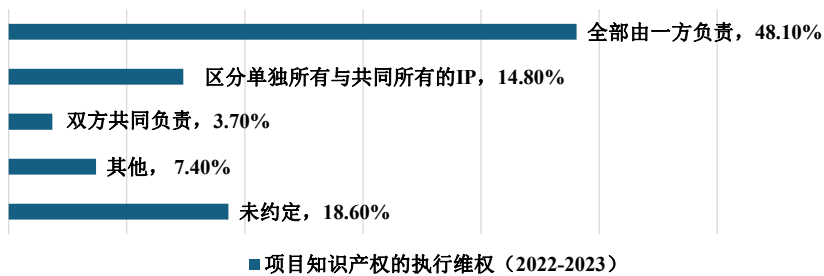 全部由一方负责，48.10%
区分单独所有与共同所有的IP，14.80%
双方共同负责，3.70%
其他， 7.40%
未约定，18.60%
项目知识产权的执行维权（2022-2023）